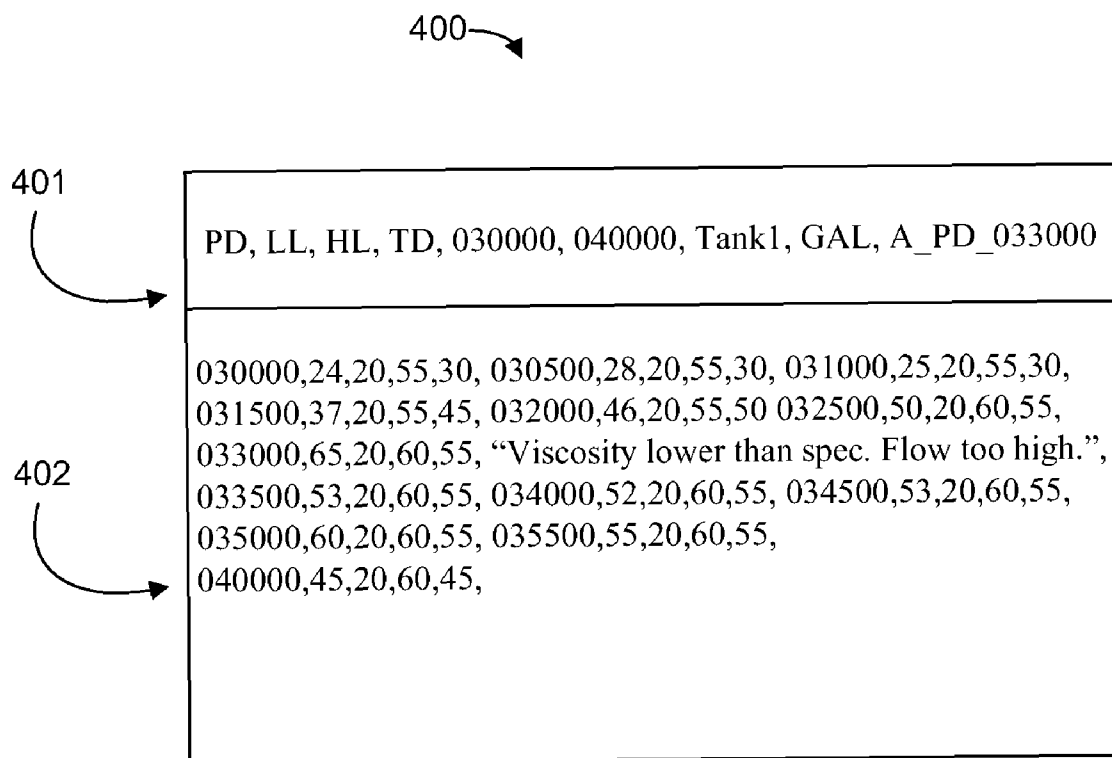 400
401
PD, LL, HL, TD, 030000, 040000, Tank1, GAL, A_PD_033000
030000,24,20,55,30, 030500,28,20,55,30, 031000,25,20,55,30,
031500,37,20,55,45, 032000,46,20,55,50 032500,50,20,60,55,
033000,65,20,60,55, “Viscosity lower than spec. Flow too high.”,
402
033500,53,20,60,55, 034000,52,20,60,55, 034500,53,20,60,55,
035000,60,20,60,55, 035500,55,20,60,55,
040000,45,20,60,45,